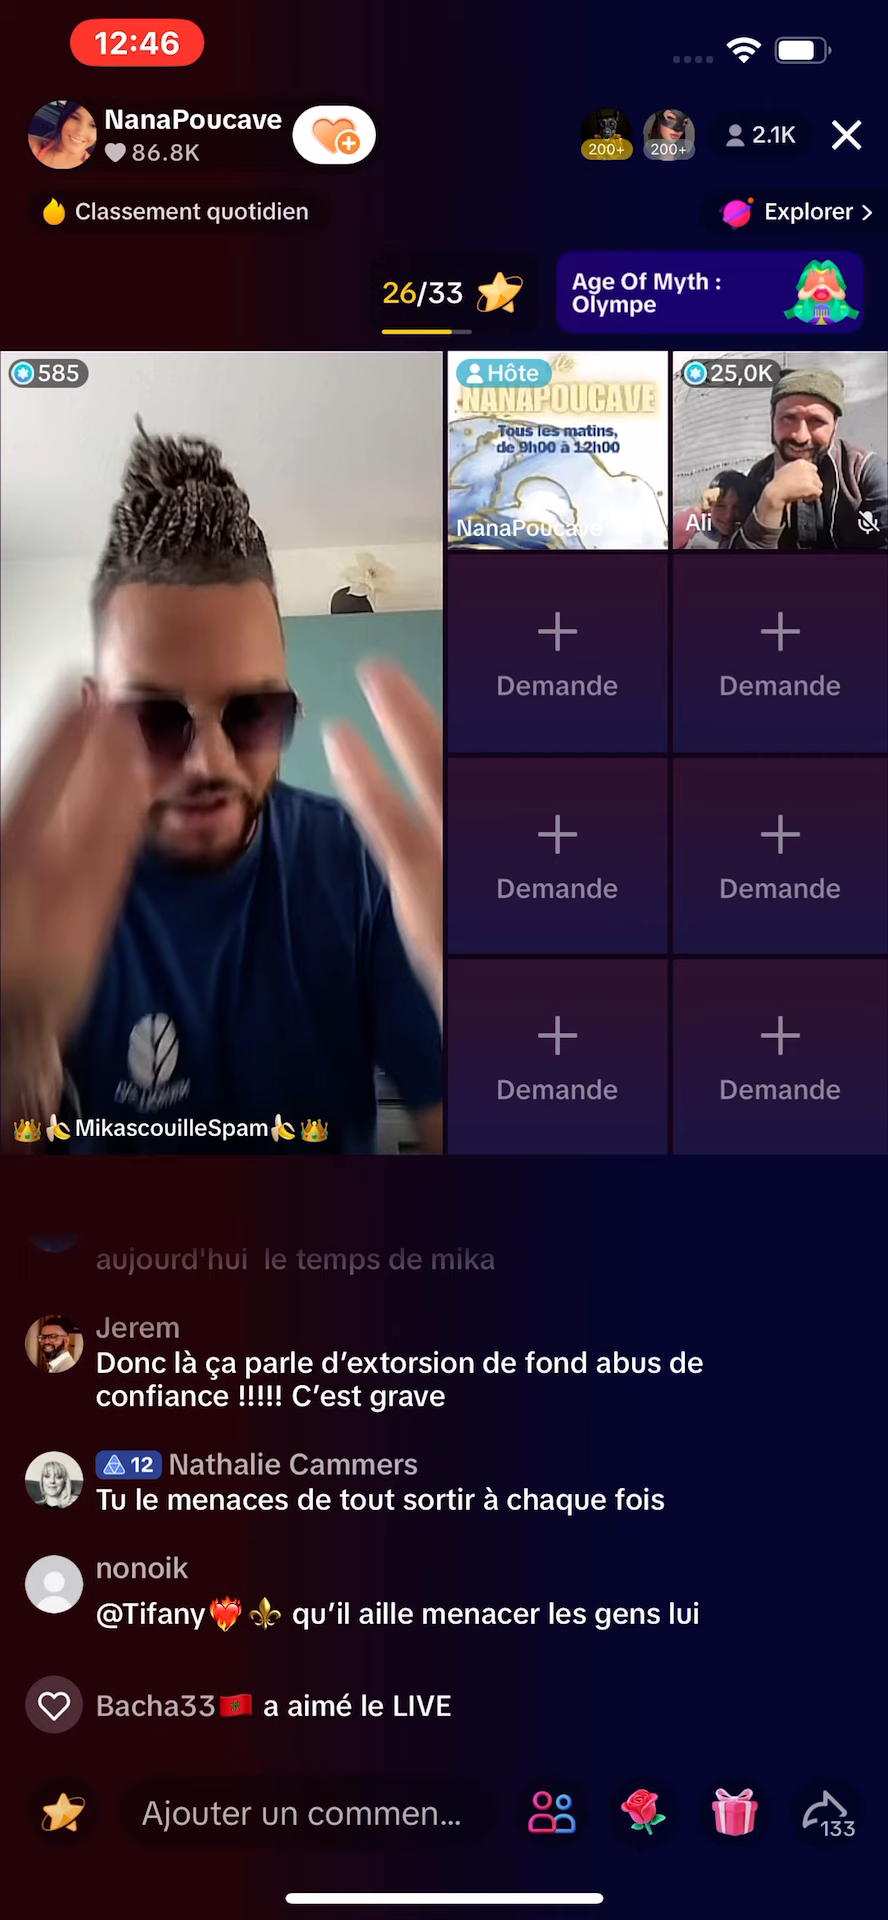 12:46
NanaPoucave
86.8K
200+
200+
2.1K
Classement quotidien
Explorer >
26/33
Age Of Myth :
Olympe
585
Hôte
NANAPOUCAVE
Tous les matins,
de 9h00 à 12h00
NanaPoucave
25,0K
Ali
Demande
Demande
Demande
Demande
Demande
Demande
👑🍌MikascouilleSpam🍌👑
aujourd'hui le temps de mika
Jerem
Donc là ça parle d’extorsion de fond abus de
confiance !!!!! C’est grave
12 Nathalie Cammers
Tu le menaces de tout sortir à chaque fois
nonoik
@Tifany❤️‍🔥⚜️ qu’il aille menacer les gens lui
Bacha33🇲🇦 a aimé le LIVE
Ajouter un commen...
133